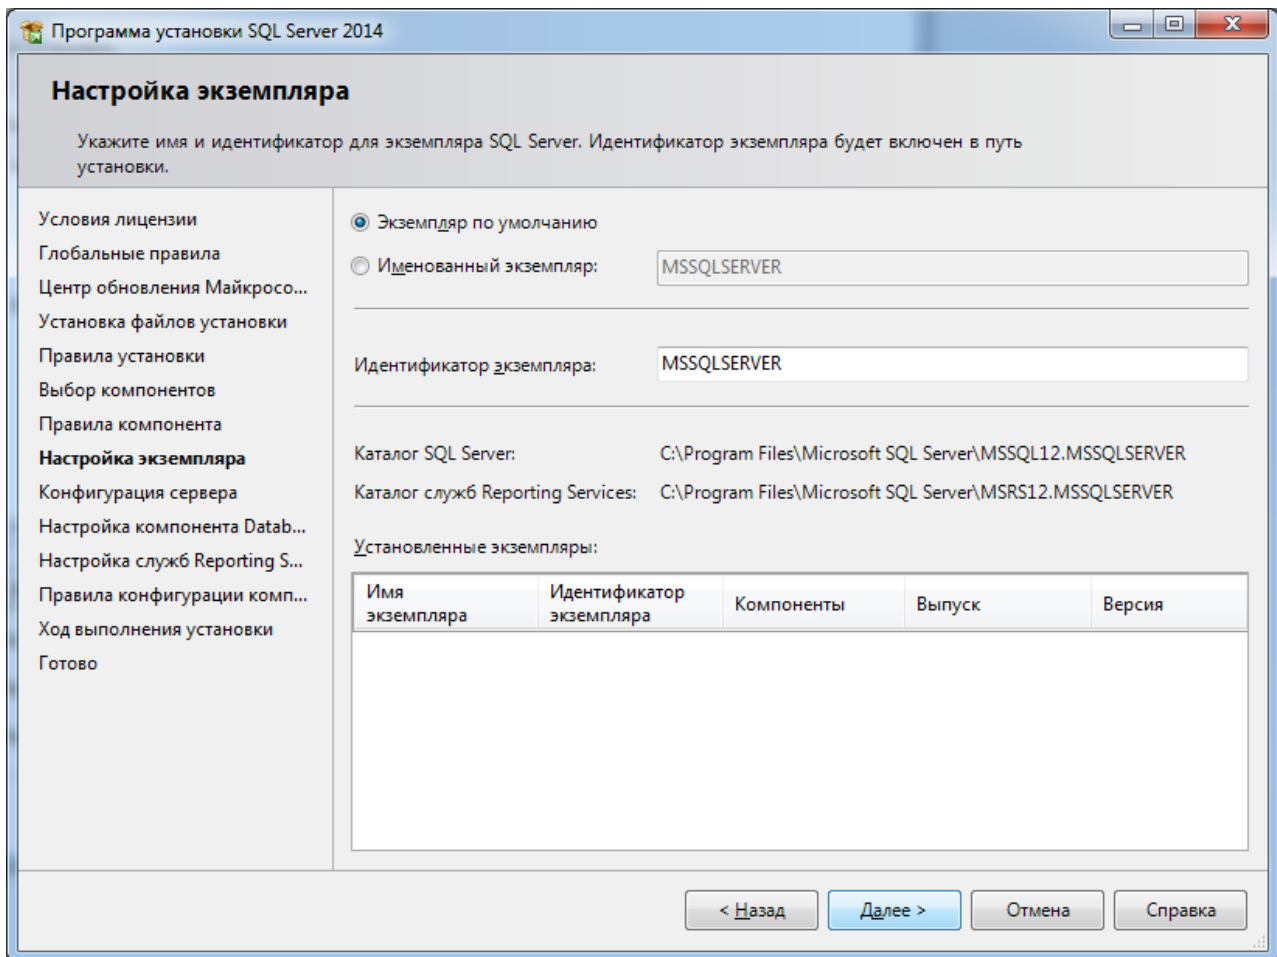 Программа установки SQL Server 2014
Настройка экземпляра
Укажите имя и идентификатор для экземпляра SQL Server. Идентификатор экземпляра будет включен в путь
установки.
Условия лицензии
Глобальные правила
Центр обновления Майкросо...
Установка файлов установки
Правила установки
Выбор компонентов
Правила компонента
Настройка экземпляра
Конфигурация сервера
Настройка компонента Datab...
Настройка служб Reporting S...
Правила конфигурации комп...
Ход выполнения установки
Готово
Экземпляр по умолчанию
Именованный экземпляр: MSSQLSERVER
Идентификатор экземпляра: MSSQLSERVER
Каталог SQL Server: C:\Program Files\Microsoft SQL Server\MSSQL12.MSSQLSERVER
Каталог служб Reporting Services: C:\Program Files\Microsoft SQL Server\MSRS12.MSSQLSERVER
Установленные экземпляры:
Имя экземпляра Идентификатор экземпляра Компоненты Выпуск Версия
< Назад Далее > Отмена Справка